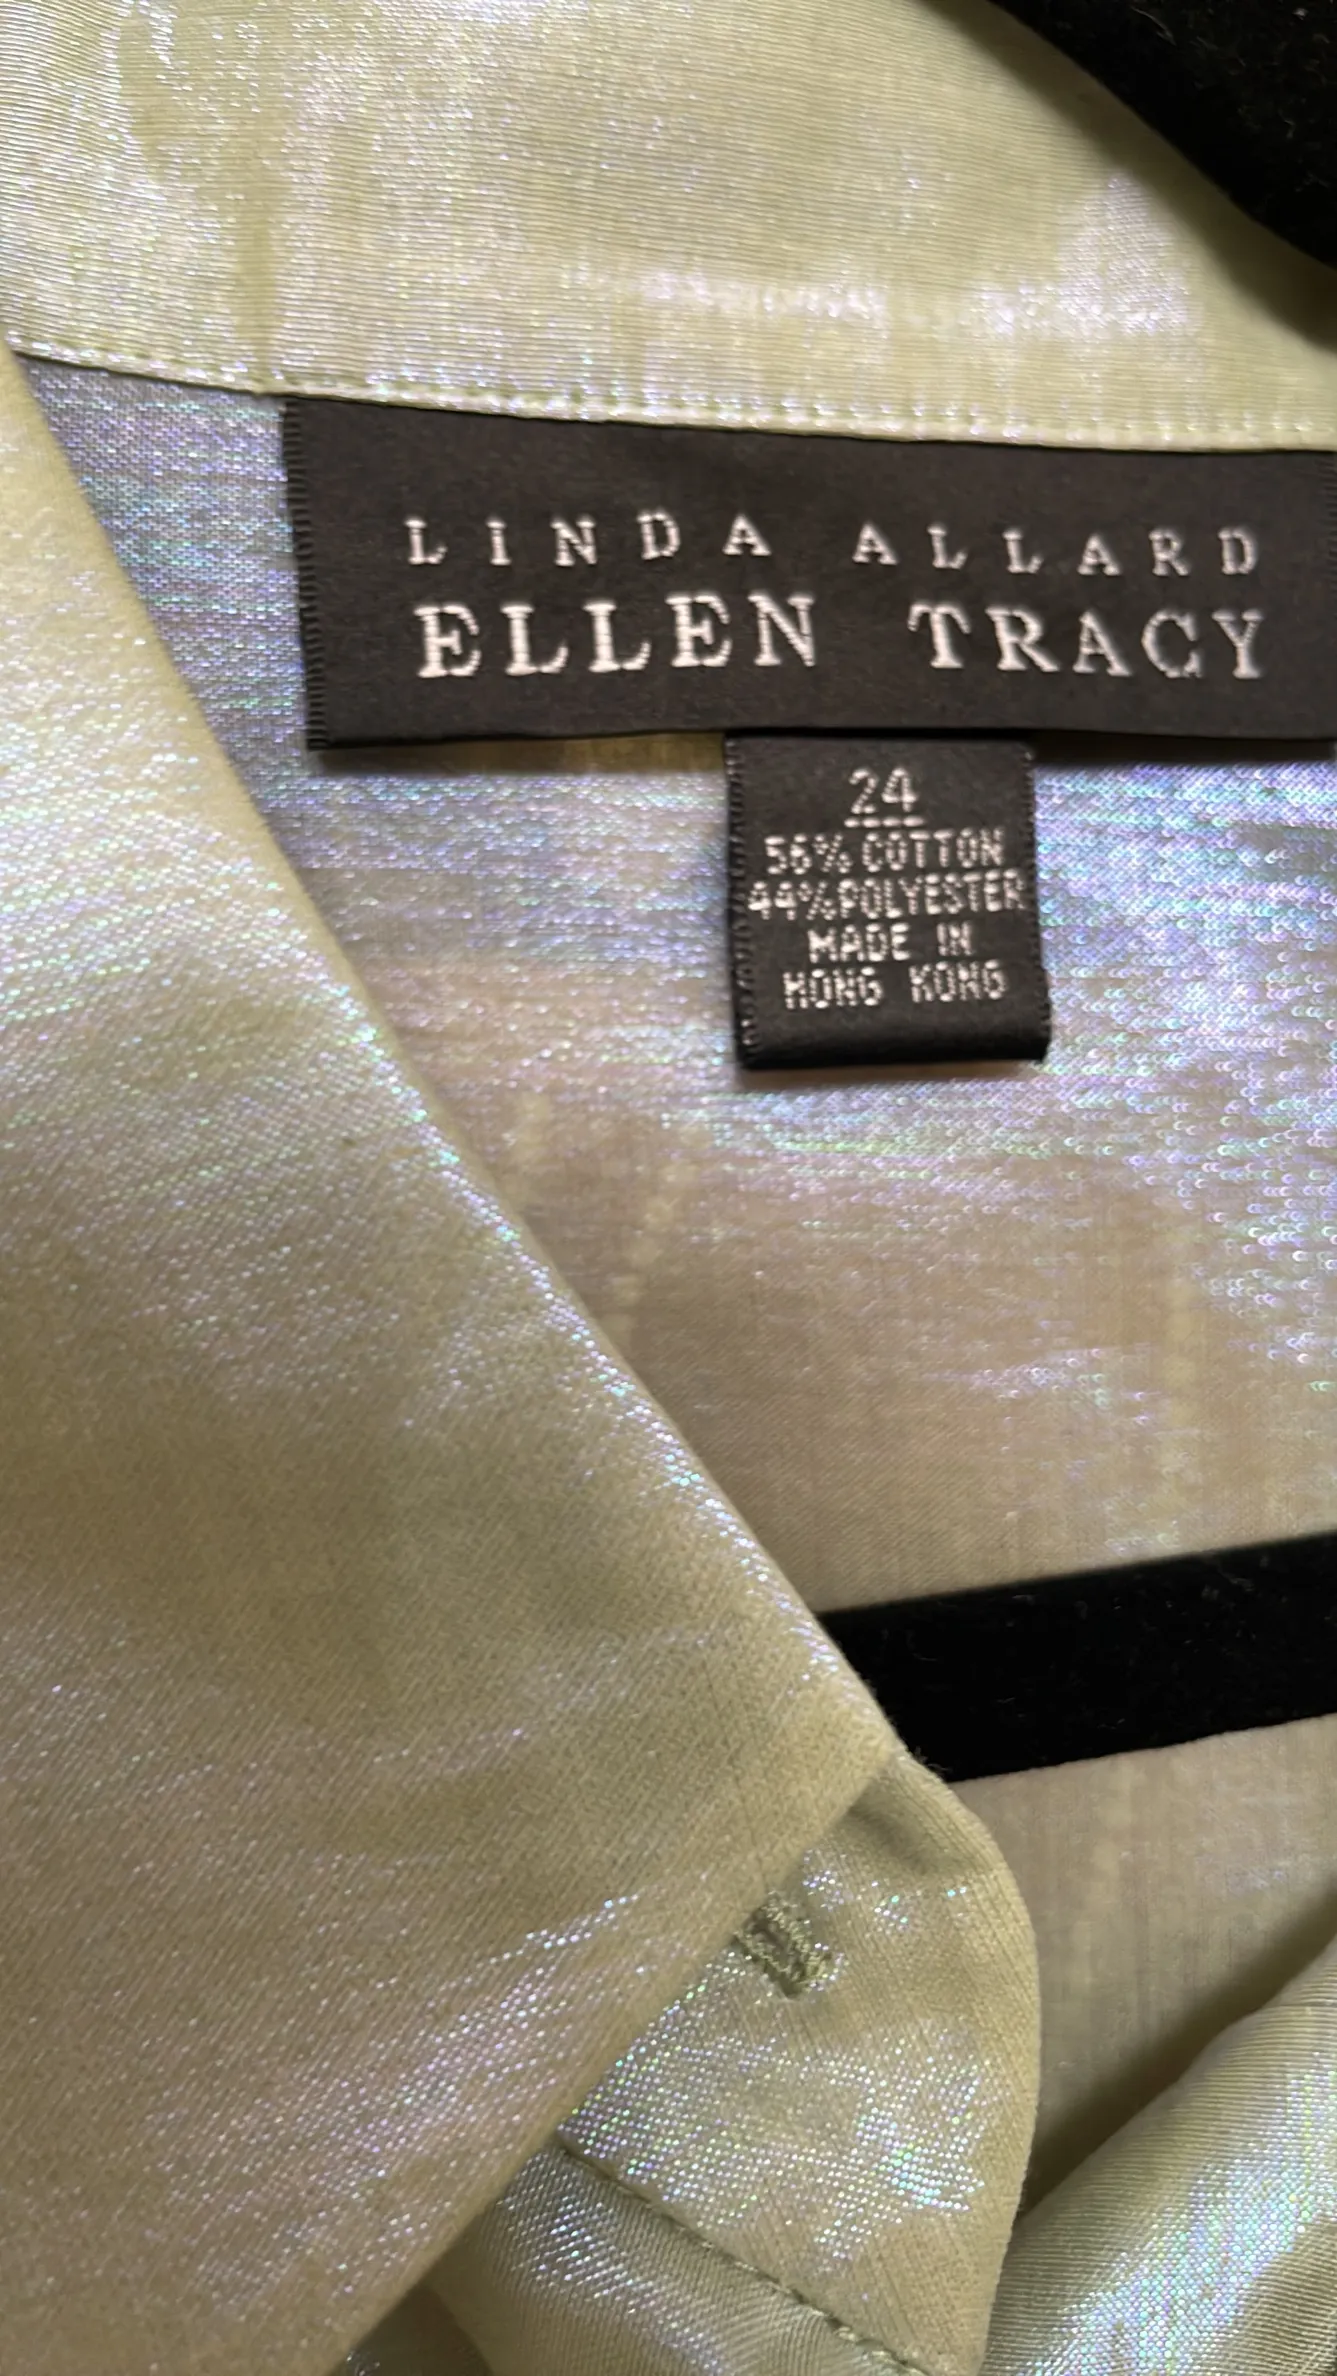 LINDA ALLARD
ELLEN TRACY
24
56% COTTON
44% POLYESTER
MADE IN
HONG KONG